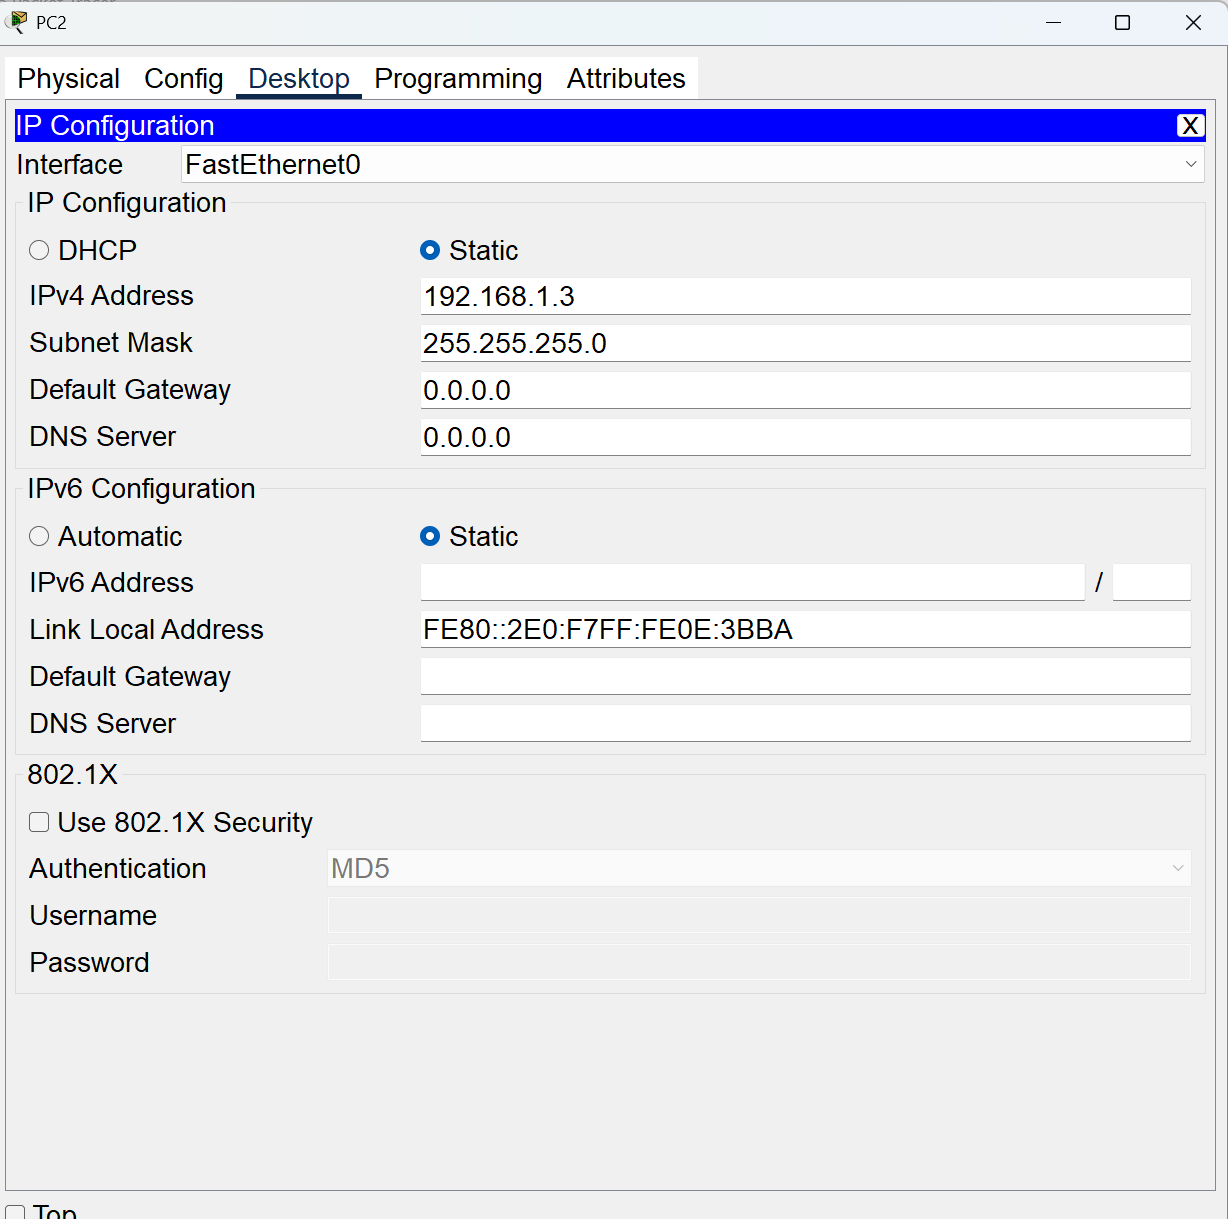 PC2
Physical Config Desktop Programming Attributes
IP Configuration X
Interface FastEthernet0
IP Configuration
DHCP Static
IPv4 Address 192.168.1.3
Subnet Mask 255.255.255.0
Default Gateway 0.0.0.0
DNS Server 0.0.0.0
IPv6 Configuration
Automatic Static
IPv6 Address /
Link Local Address FE80::2E0:F7FF:FE0E:3BBA
Default Gateway
DNS Server
802.1X
Use 802.1X Security
Authentication MD5
Username
Password
Top